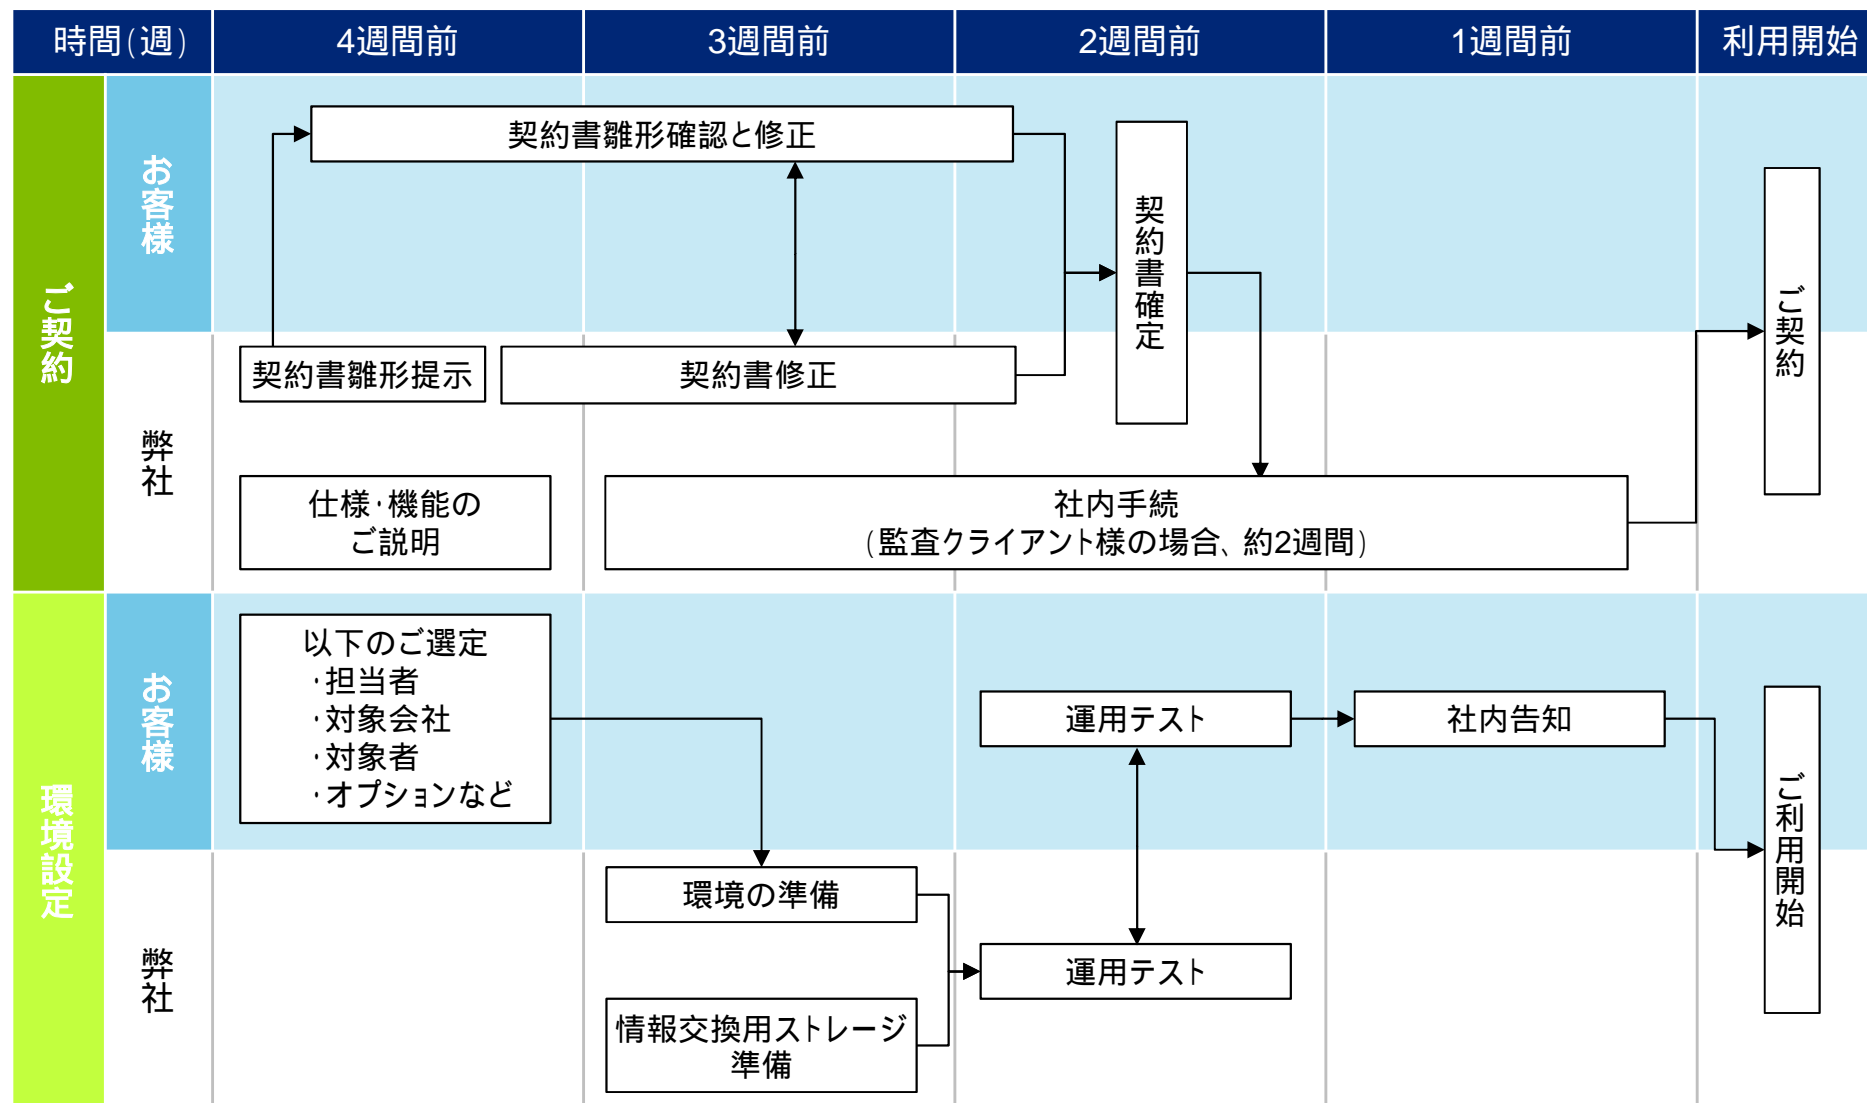 時間(週)
4週間前
3週間前
2週間前
1週間前
利用開始
ご契約
お客様
契約書雛形確認と修正
契約書確定
ご契約
弊社
契約書雛形提示
契約書修正
仕様・機能の
ご説明
社内手続
(監査クライアント様の場合、約2週間)
環境設定
お客様
以下のご選定
・担当者
・対象会社
・対象者
・オプションなど
運用テスト
社内告知
ご利用開始
弊社
環境の準備
運用テスト
情報交換用ストレージ
準備